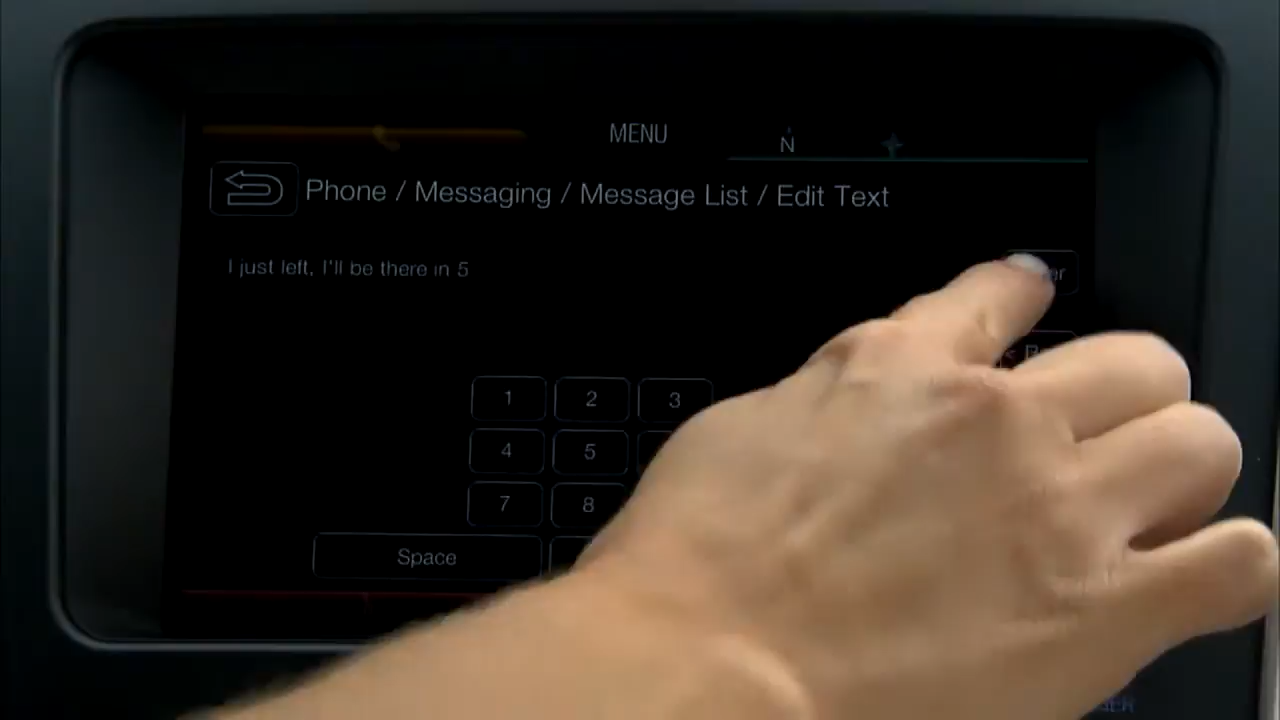 MENU
N
Phone / Messaging / Message List / Edit Text
I just left, I'll be there in 5
1 2 3
4 5
7 8
Space